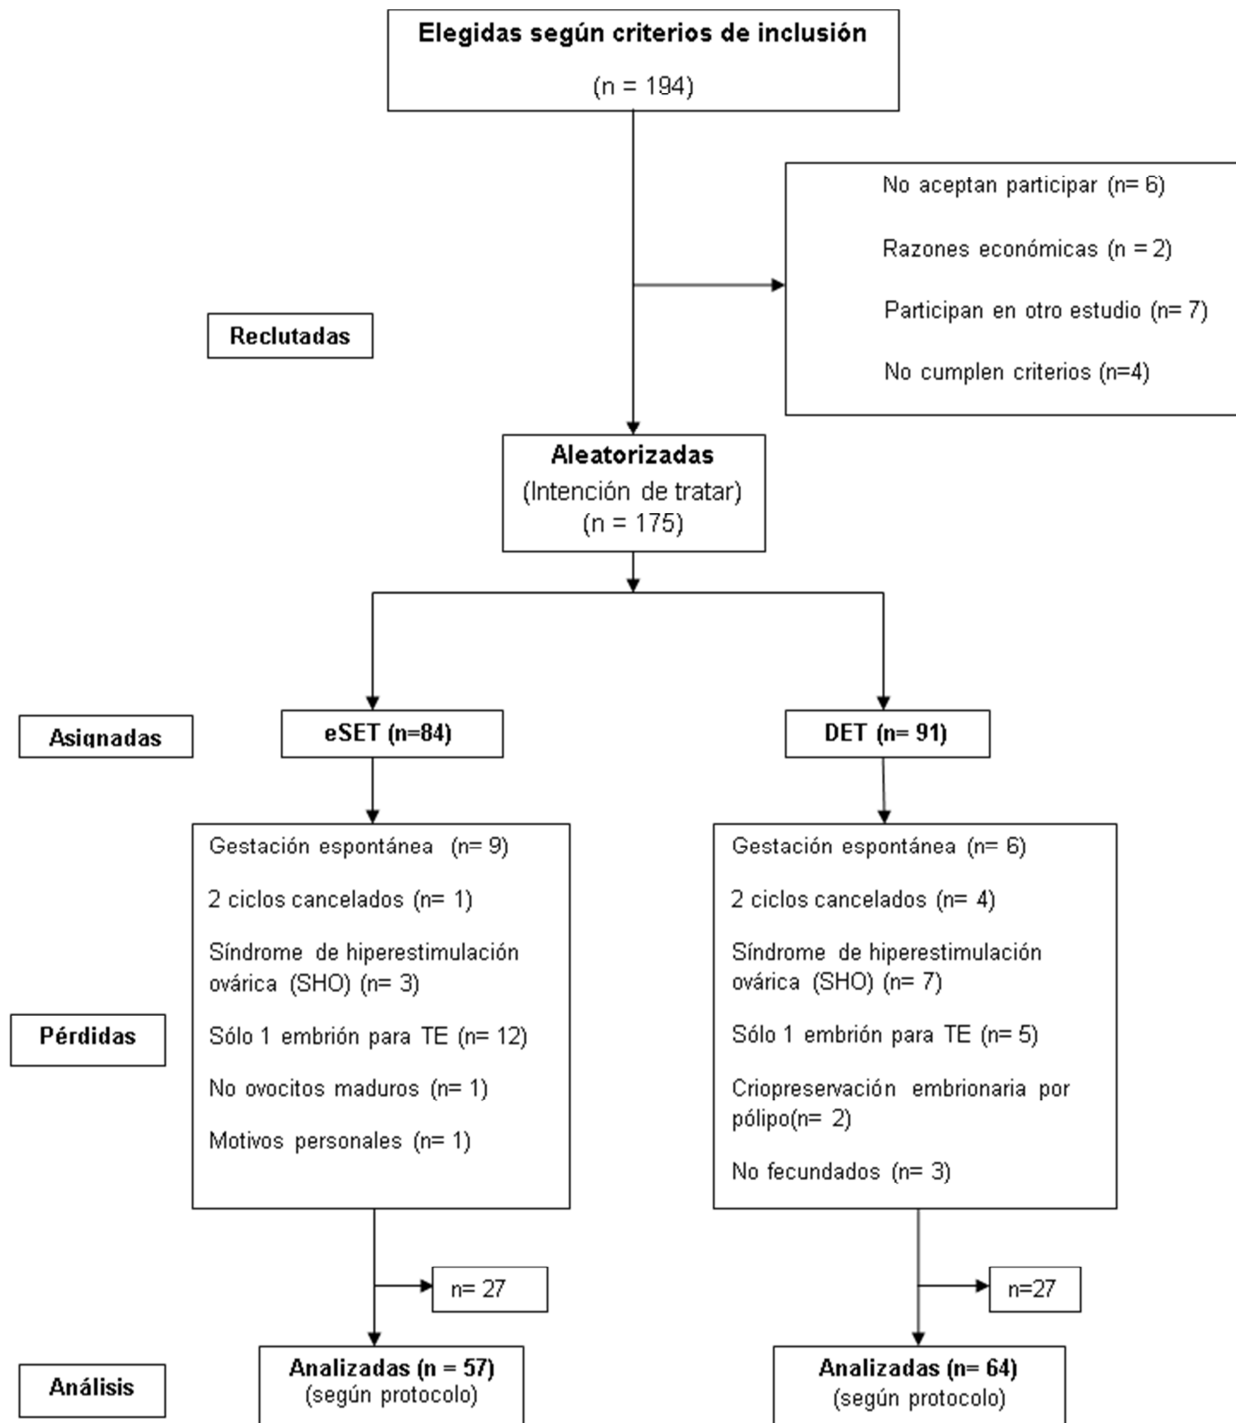 Elegidas según criterios de inclusión
(n = 194)
No aceptan participar (n= 6)
Razones económicas (n = 2)
Participan en otro estudio (n= 7)
No cumplen criterios (n=4)
Reclutadas
Aleatorizadas
(Intención de tratar)
(n = 175)
Asignadas
eSET (n=84)
DET (n= 91)
Pérdidas
Gestación espontánea (n= 9)
2 ciclos cancelados (n= 1)
Síndrome de hiperestimulación
ovárica (SHO) (n= 3)
Sólo 1 embrión para TE (n= 12)
No ovocitos maduros (n= 1)
Motivos personales (n= 1)
Gestación espontánea (n= 6)
2 ciclos cancelados (n= 4)
Síndrome de hiperestimulación
ovárica (SHO) (n= 7)
Sólo 1 embrión para TE (n= 5)
Criopreservación embrionaria por
pólipo(n= 2)
No fecundados (n= 3)
n= 27
n=27
Análisis
Analizadas (n = 57)
(según protocolo)
Analizadas (n= 64)
(según protocolo)